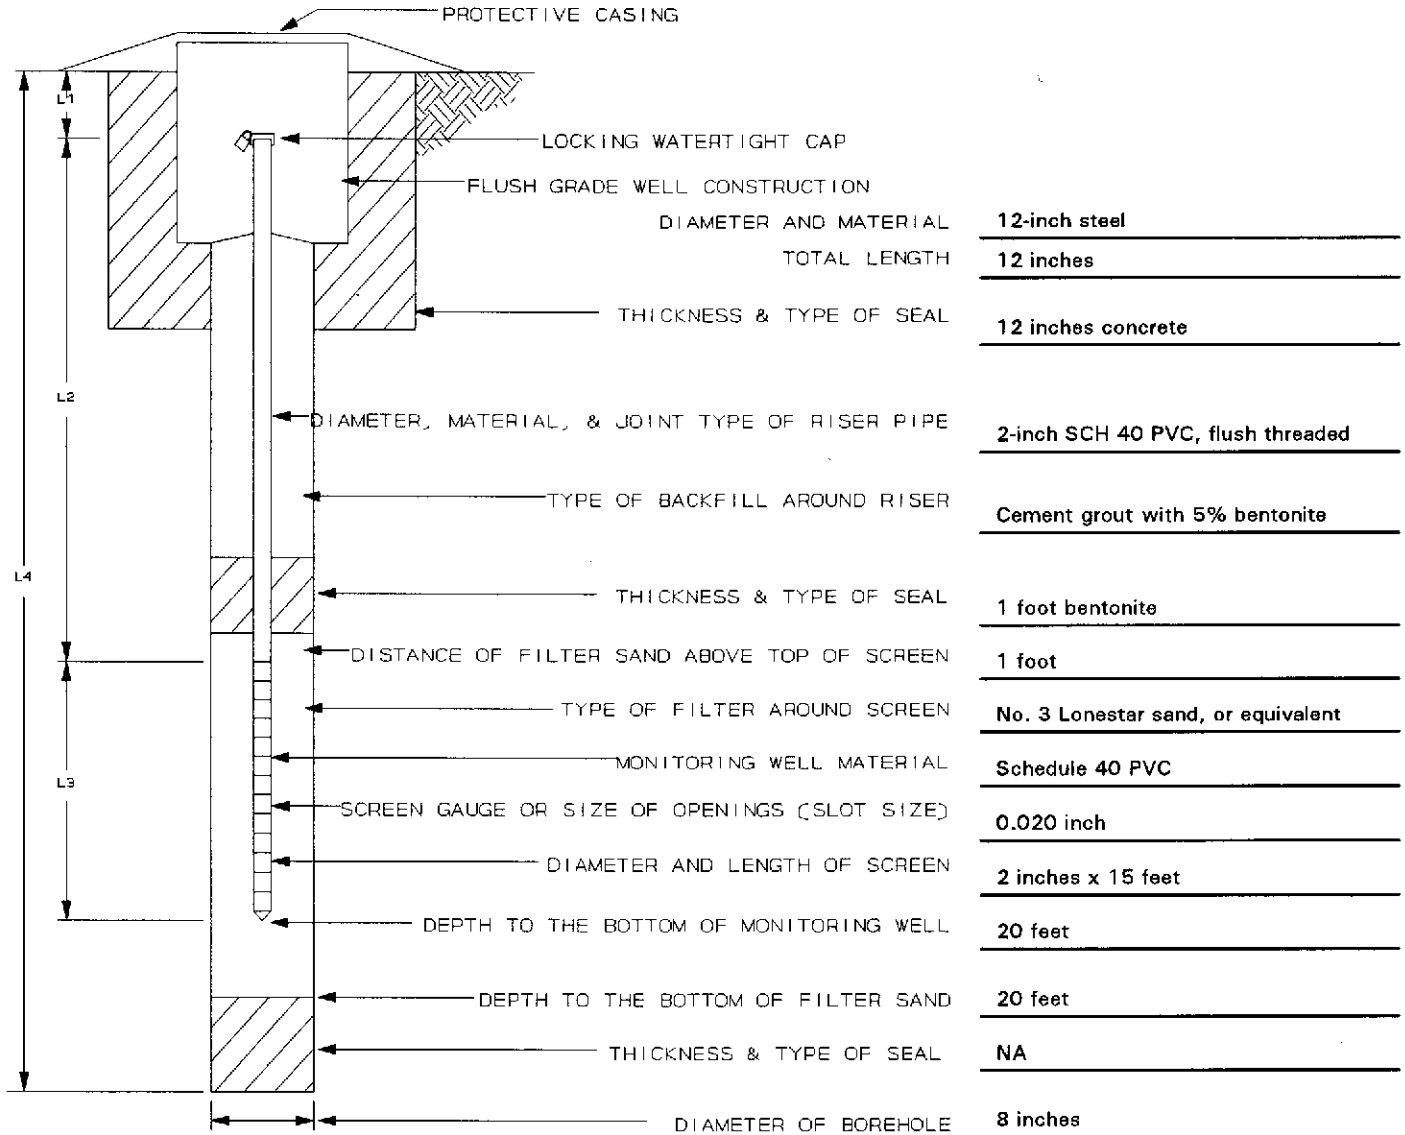 PROTECTIVE CASING
L1
LOCKING WATERTIGHT CAP
FLUSH GRADE WELL CONSTRUCTION
DIAMETER AND MATERIAL 12-inch steel
TOTAL LENGTH 12 inches
THICKNESS & TYPE OF SEAL 12 inches concrete
L2
DIAMETER, MATERIAL, & JOINT TYPE OF RISER PIPE 2-inch SCH 40 PVC, flush threaded
TYPE OF BACKFILL AROUND RISER Cement grout with 5% bentonite
L4
THICKNESS & TYPE OF SEAL 1 foot bentonite
DISTANCE OF FILTER SAND ABOVE TOP OF SCREEN 1 foot
TYPE OF FILTER AROUND SCREEN No. 3 Lonestar sand, or equivalent
MONITORING WELL MATERIAL Schedule 40 PVC
L3
SCREEN GAUGE OR SIZE OF OPENINGS (SLOT SIZE) 0.020 inch
DIAMETER AND LENGTH OF SCREEN 2 inches x 15 feet
DEPTH TO THE BOTTOM OF MONITORING WELL 20 feet
DEPTH TO THE BOTTOM OF FILTER SAND 20 feet
THICKNESS & TYPE OF SEAL NA
DIAMETER OF BOREHOLE 8 inches